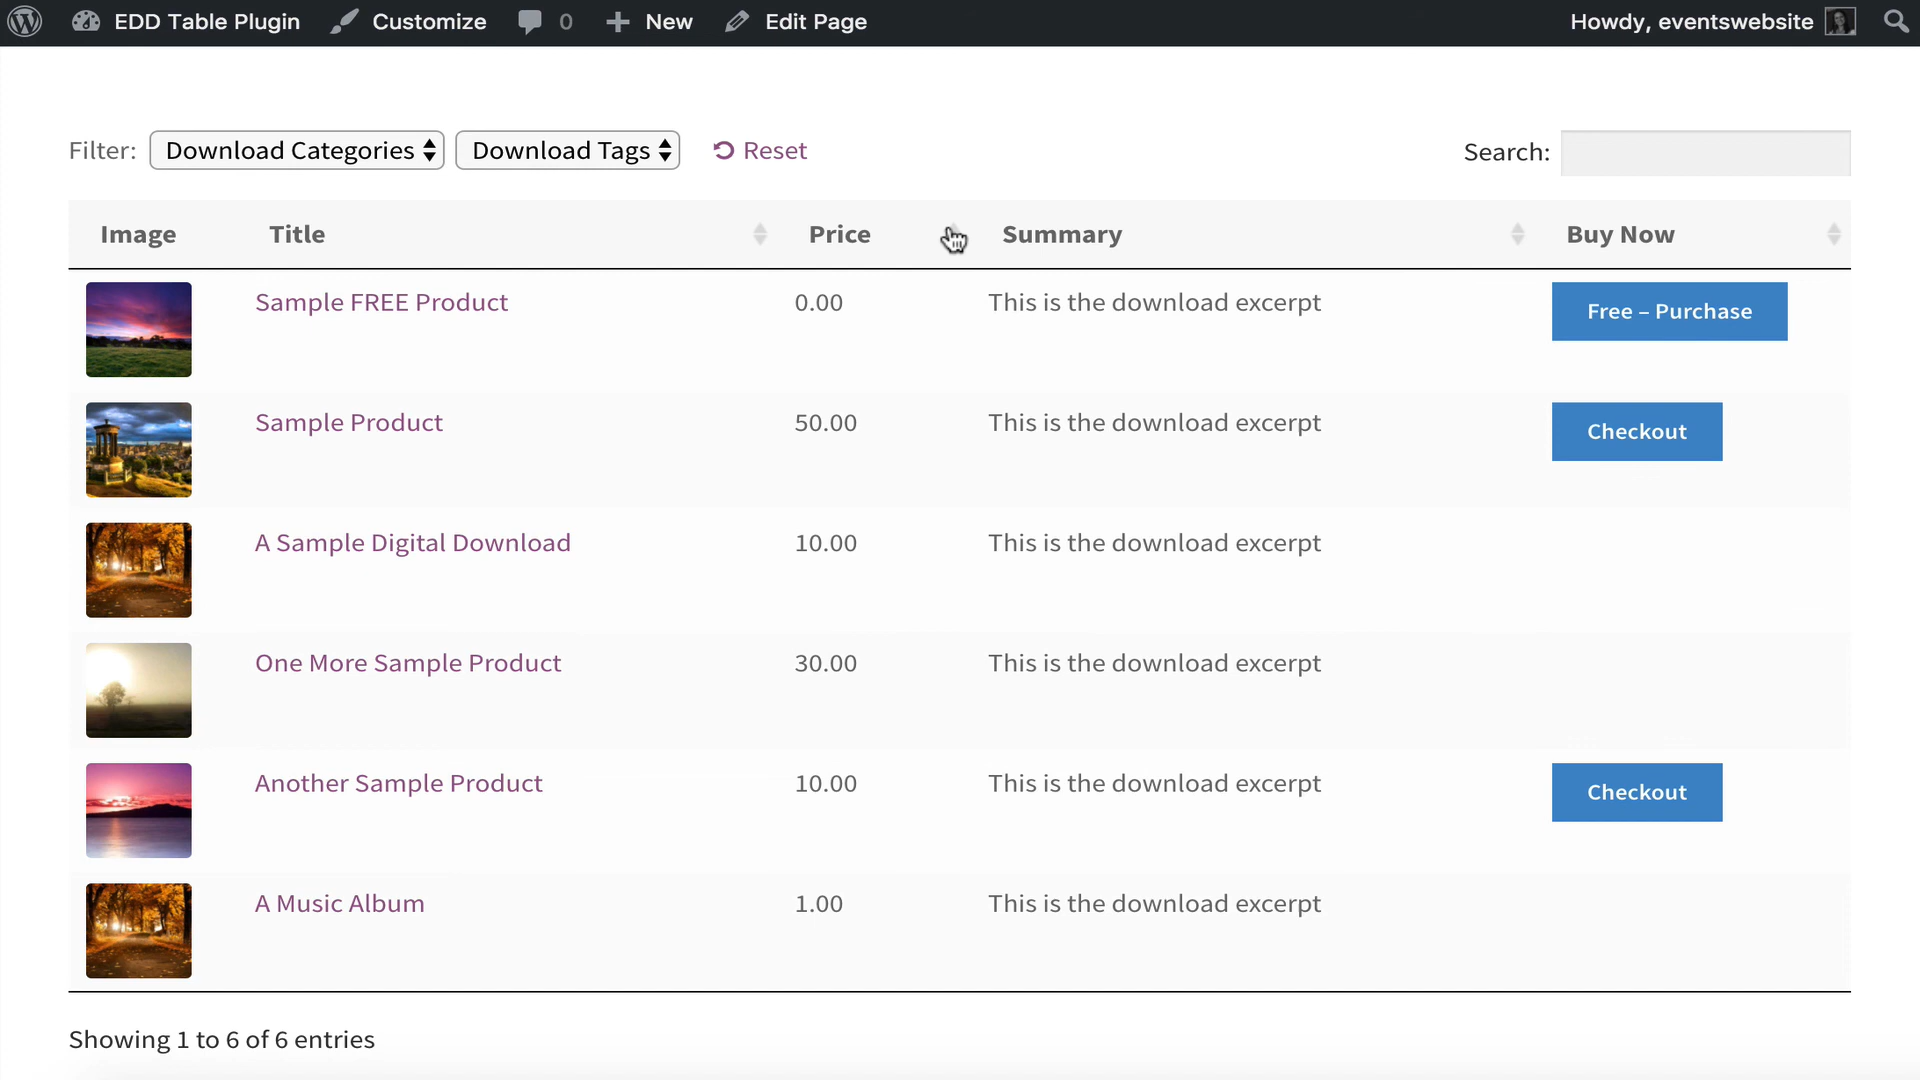 EDD Table Plugin Customize 0 New Edit Page Howdy, eventswebsite
Filter: Download Categories Download Tags Reset Search:
Image Title Price Summary Buy Now
Sample FREE Product 0.00 This is the download excerpt Free – Purchase
Sample Product 50.00 This is the download excerpt Checkout
A Sample Digital Download 10.00 This is the download excerpt
One More Sample Product 30.00 This is the download excerpt
Another Sample Product 10.00 This is the download excerpt Checkout
A Music Album 1.00 This is the download excerpt
Showing 1 to 6 of 6 entries